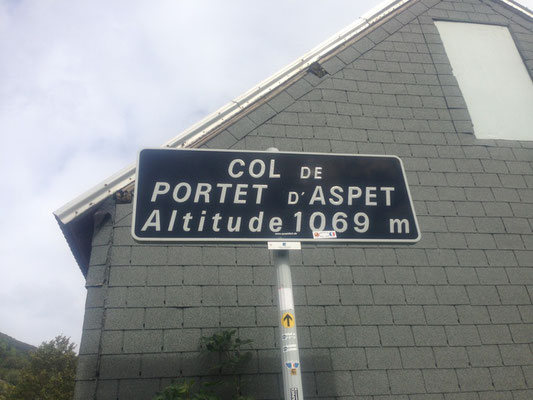 COL DE
PORTET D'ASPET
Altitude 1069 m